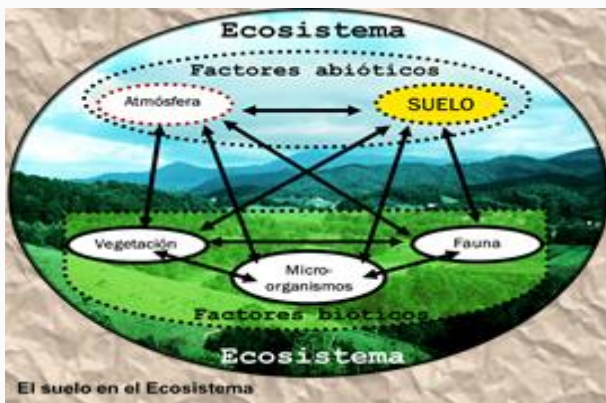 Ecosistema
Factores abióticos
Atmósfera
SUELO
Vegetación
Fauna
Micro-
organismos
Factores bióticos
Ecosistema
El suelo en el Ecosistema